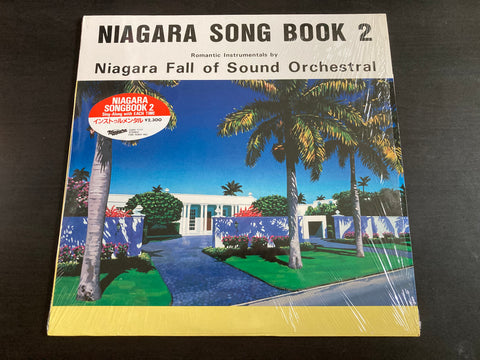 NIAGARA SONG BOOK 2
Romantic Instrumentals by
Niagara Fall of Sound Orchestral
NIAGARA
SONGBOOK 2
Sing-Along with EACH TIME
インストゥルメンタル ¥2,300
Niagara